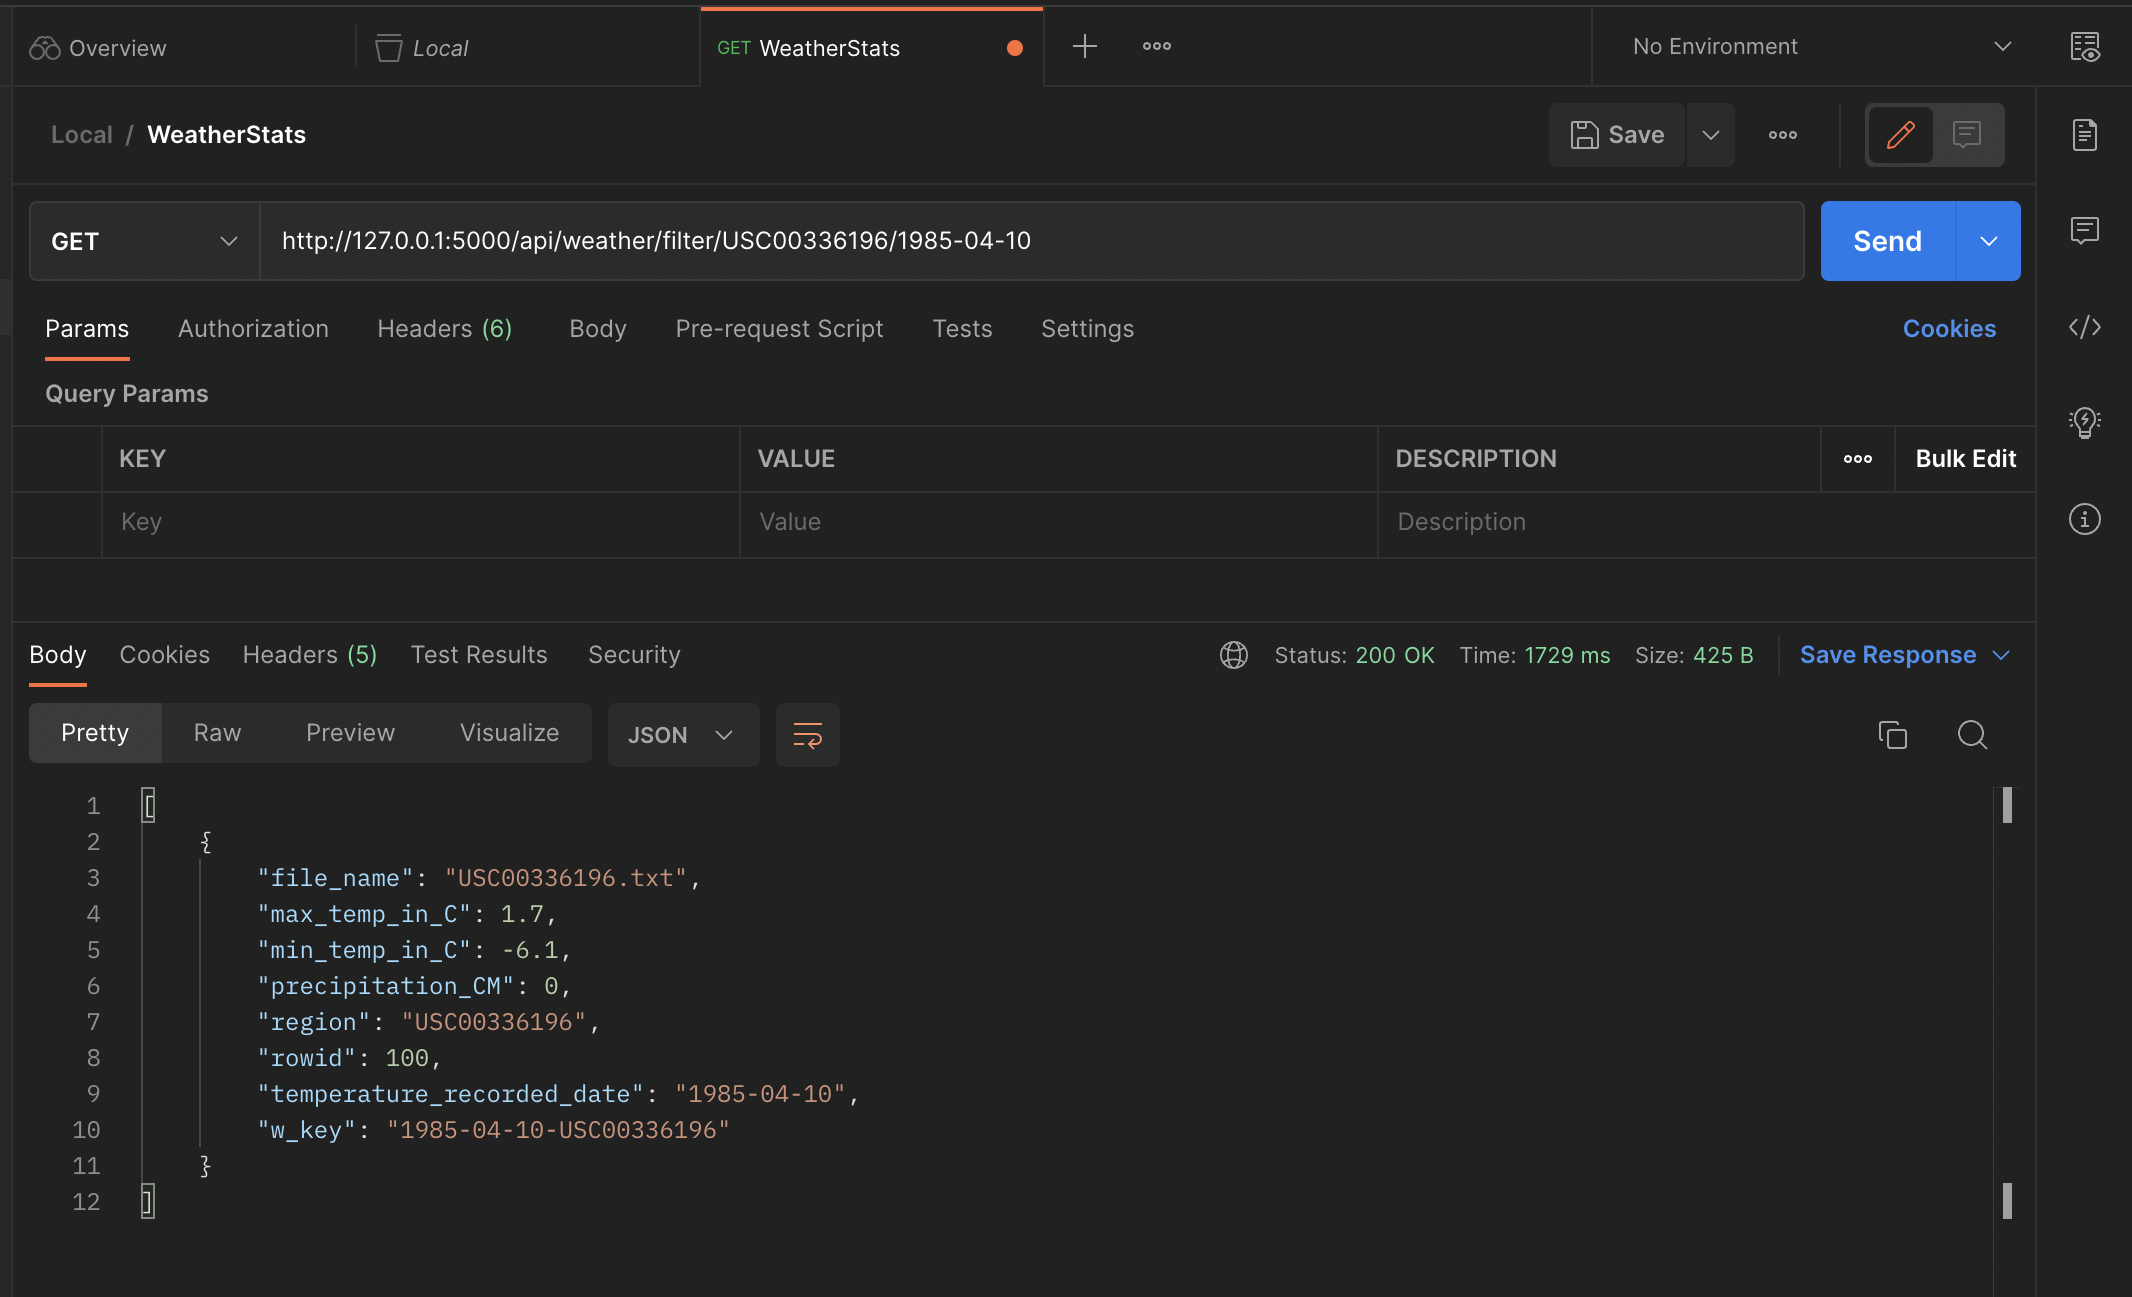 Overview
Local
GET WeatherStats
No Environment
Local / WeatherStats
Save
GET
http://127.0.0.1:5000/api/weather/filter/USC00336196/1985-04-10
Send
Params Authorization Headers (6) Body Pre-request Script Tests Settings Cookies
Query Params
KEY VALUE DESCRIPTION Bulk Edit
Key Value Description
Body Cookies Headers (5) Test Results Security Status: 200 OK Time: 1729 ms Size: 425 B Save Response
Pretty Raw Preview Visualize JSON
1 [
2 {
3 "file_name": "USC00336196.txt",
4 "max_temp_in_C": 1.7,
5 "min_temp_in_C": -6.1,
6 "precipitation_CM": 0,
7 "region": "USC00336196",
8 "rowid": 100,
9 "temperature_recorded_date": "1985-04-10",
10 "w_key": "1985-04-10-USC00336196"
11 }
12 ]